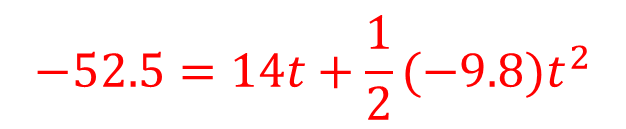 −52.5 = 14𝑡 + 1/2 (−9.8)𝑡²